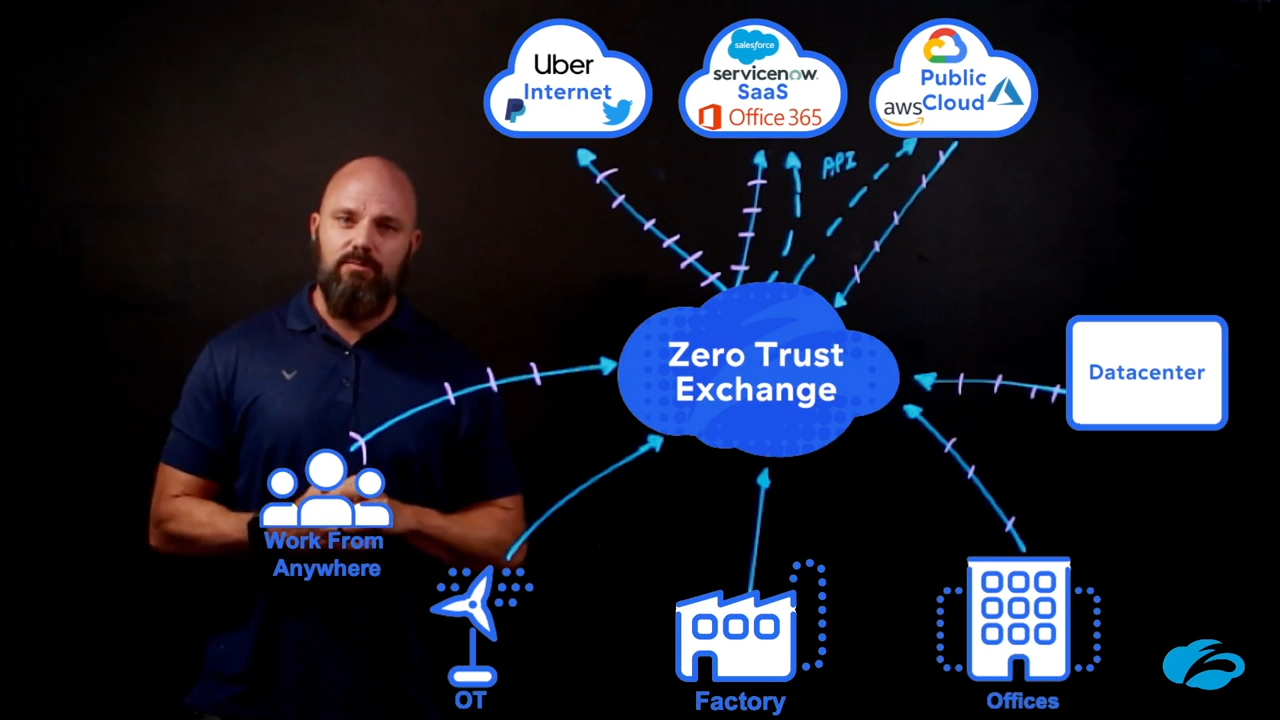 Uber
Internet
salesforce
servicenow
SaaS
Office 365
Public
Cloud
aws
API
Zero Trust
Exchange
Datacenter
Work From
Anywhere
OT
Factory
Offices